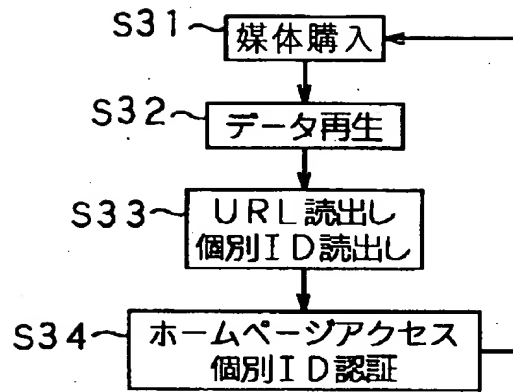 S31
媒体購入
S32
データ再生
S33
URL読出し
個別ID読出し
S34
ホームページアクセス
個別ID認証